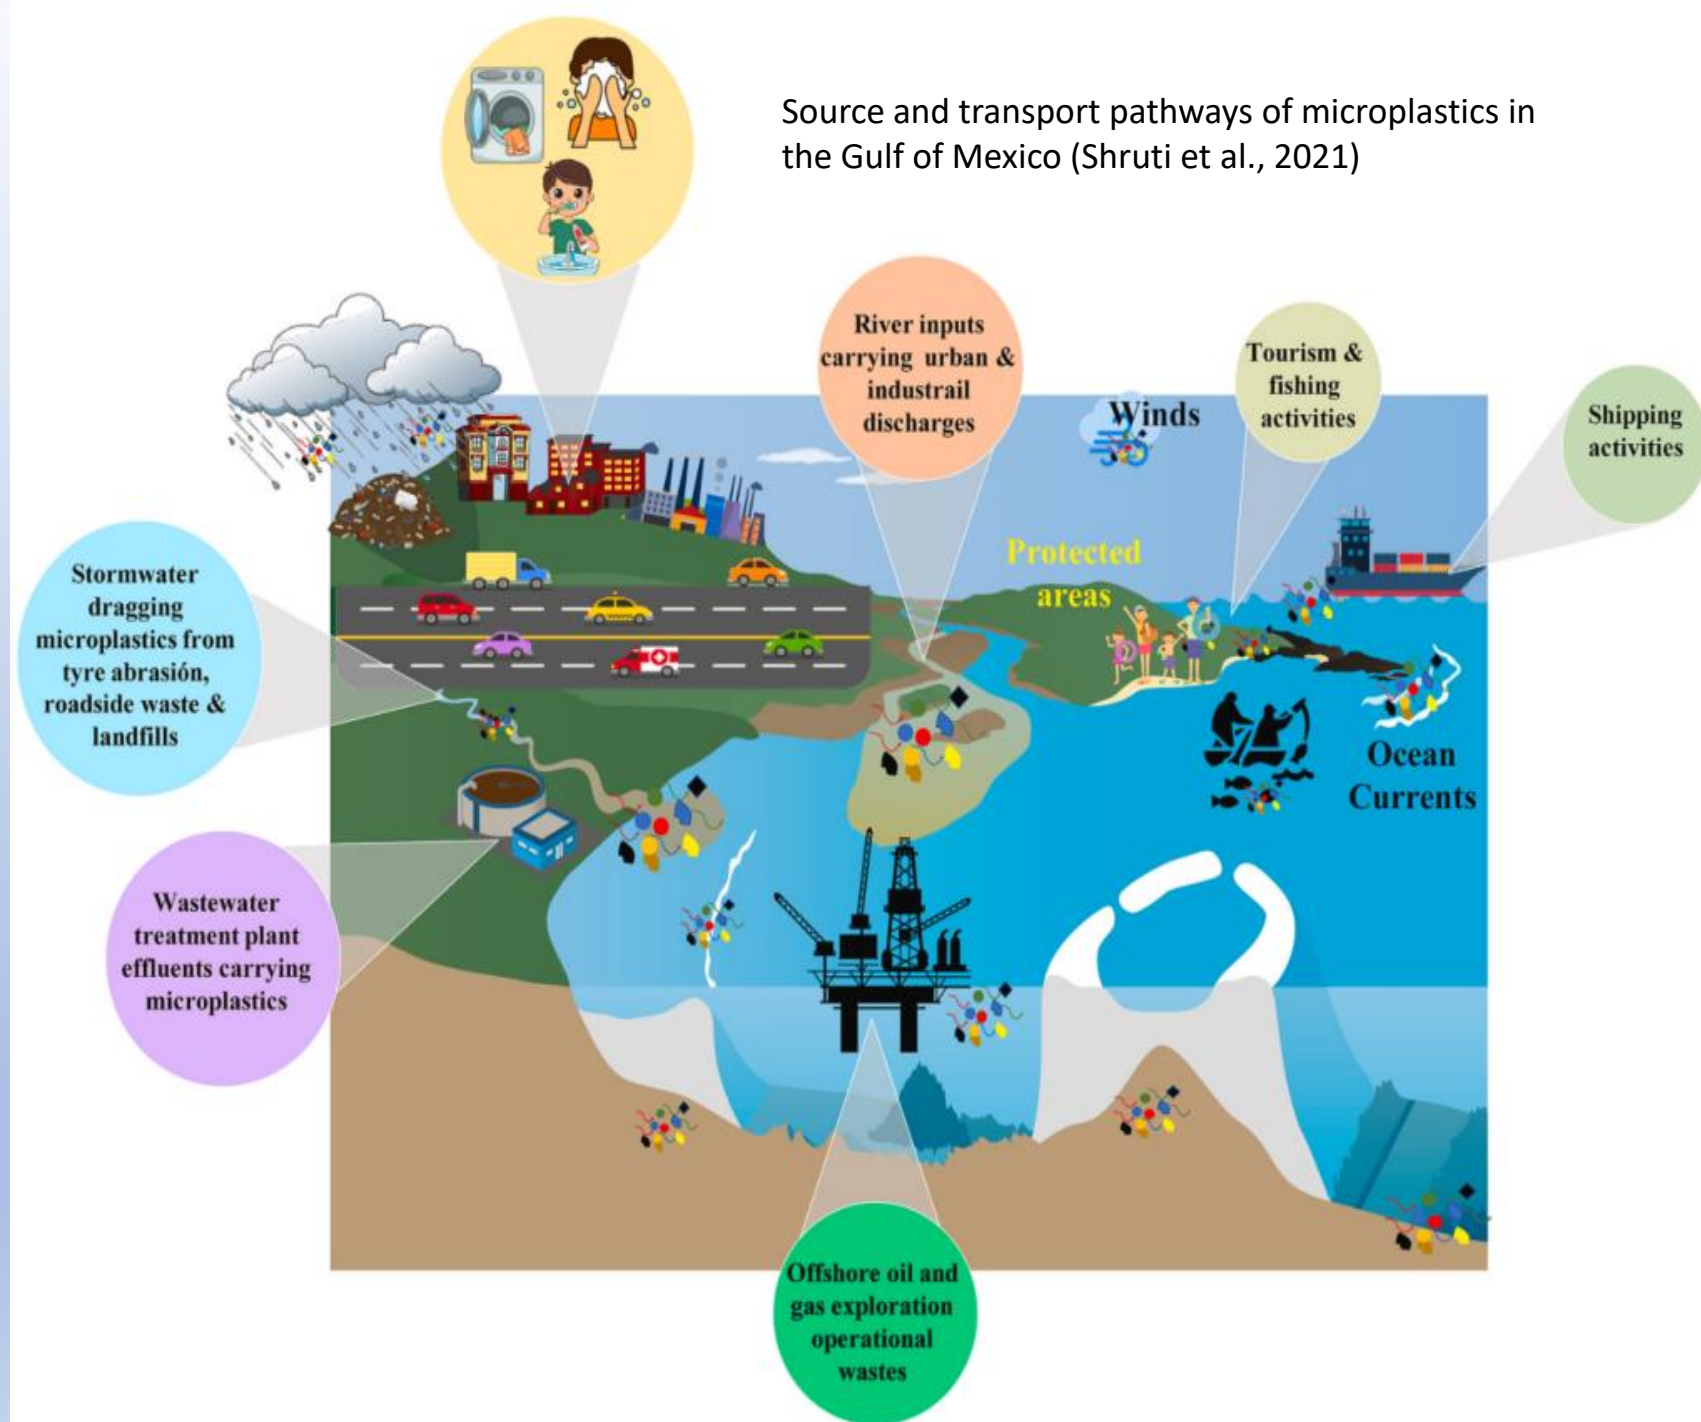 Source and transport pathways of microplastics in
the Gulf of Mexico (Shruti et al., 2021)
River inputs
carrying urban &
industrail
discharges
Winds
Tourism &
fishing
activities
Shipping
activities
Protected
areas
Stormwater
dragging
microplastics from
tyre abrasión,
roadside waste &
landfills
Ocean
Currents
Wastewater
treatment plant
effluents carrying
microplastics
Offshore oil and
gas exploration
operational
wastes